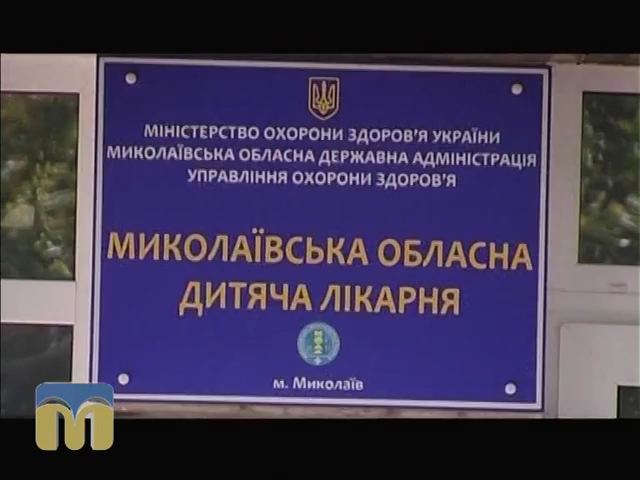 МІНІСТЕРСТВО ОХОРОНИ ЗДОРОВ'Я УКРАЇНИ
МИКОЛАЇВСЬКА ОБЛАСНА ДЕРЖАВНА АДМІНІСТРАЦІЯ
УПРАВЛІННЯ ОХОРОНИ ЗДОРОВ'Я
МИКОЛАЇВСЬКА ОБЛАСНА
ДИТЯЧА ЛІКАРНЯ
м. Миколаїв
М